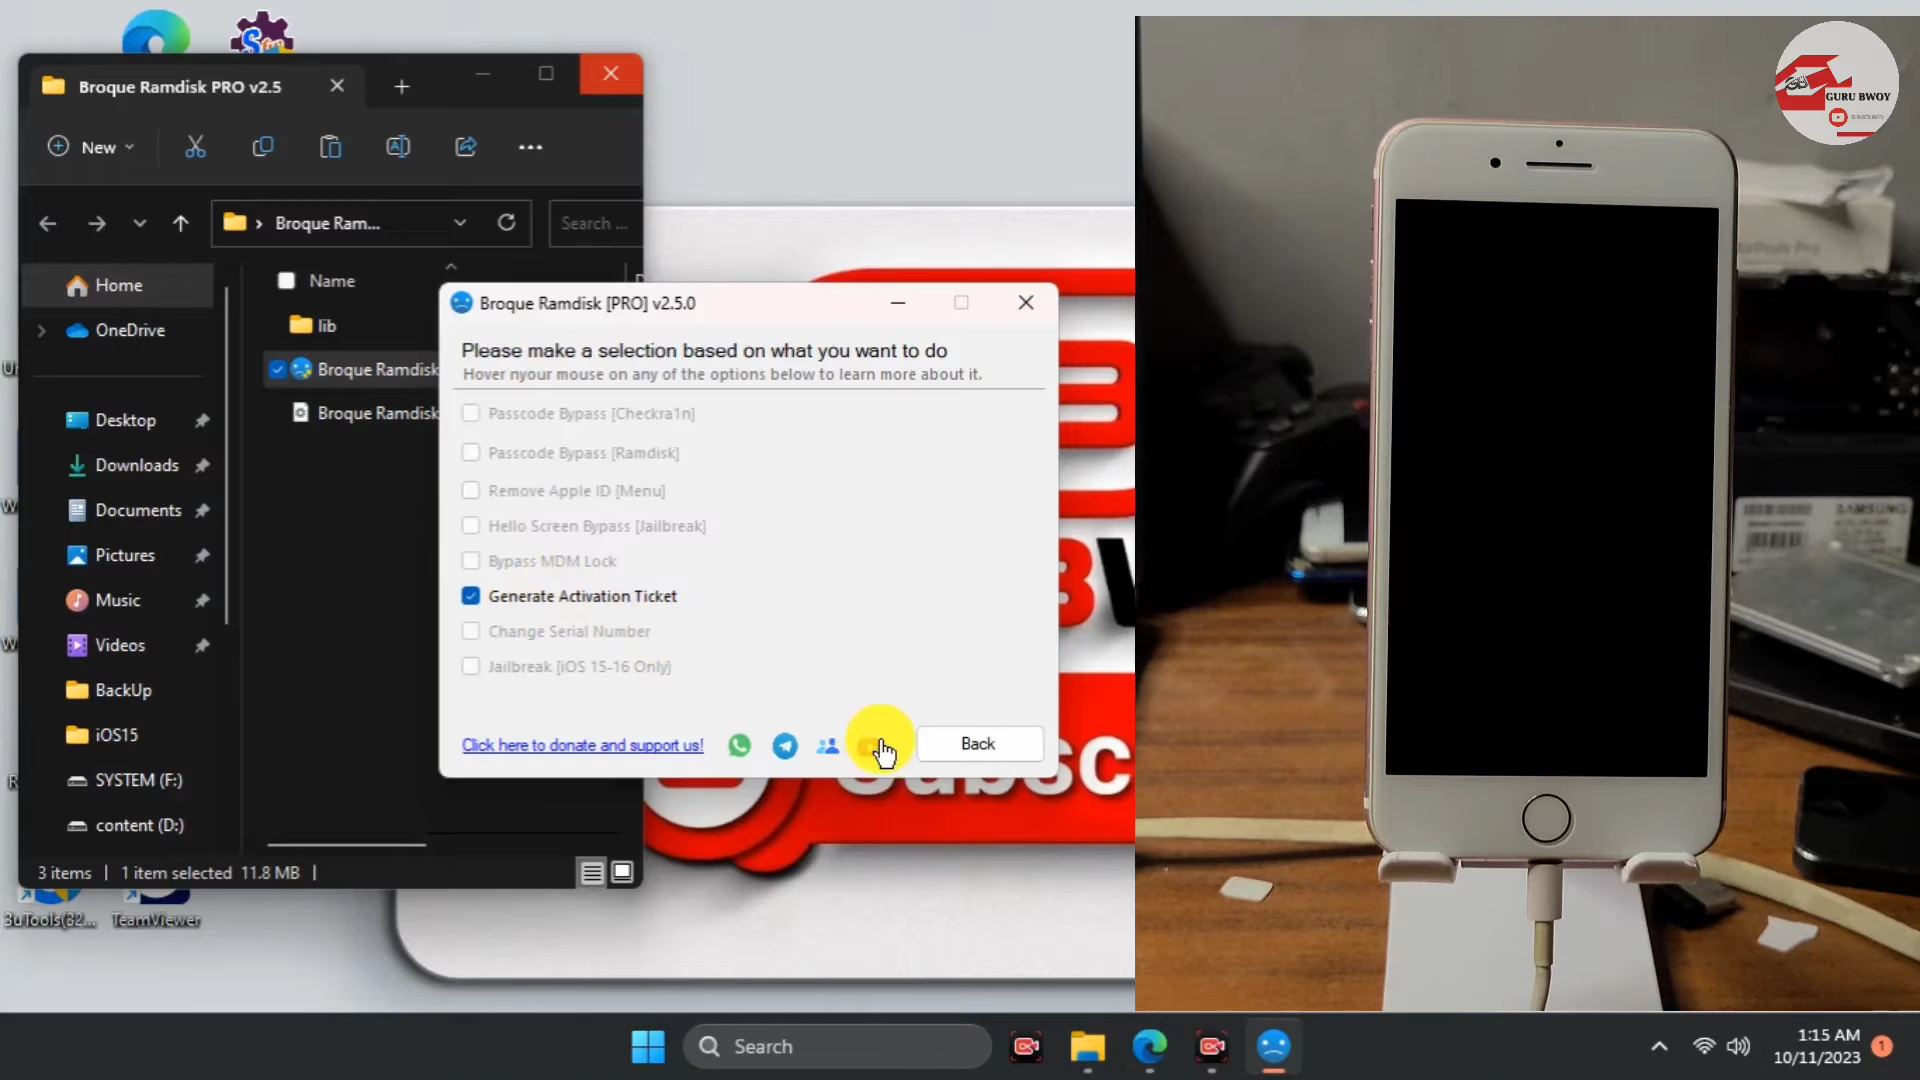 Broque Ramdisk PRO v2.5
New
Broque Ram...
Search ...
Home
OneDrive
Desktop
Downloads
Documents
Pictures
Music
Videos
BackUp
iOS15
SYSTEM (F:)
content (D:)
Name
lib
Broque Ramdisk
Broque Ramdisk
3 items
1 item selected 11.8 MB
Broque Ramdisk [PRO] v2.5.0
Please make a selection based on what you want to do
Hover nyour mouse on any of the options below to learn more about it.
Passcode Bypass [Checkra1n]
Passcode Bypass [Ramdisk]
Remove Apple ID [Menu]
Hello Screen Bypass [Jailbreak]
Bypass MDM Lock
Generate Activation Ticket
Change Serial Number
Jailbreak [iOS 15-16 Only]
Click here to donate and support us!
Back
Subsc
3uTools(32...
TeamViewer
GURU BWOY
SUBSCRIBED
SAMSUNG
Search
1:15 AM
10/11/2023
1